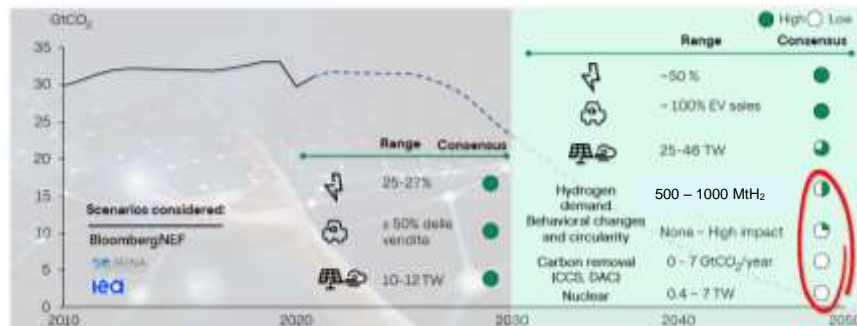 GtCO₂
35
30
25
20
15
10
5
0
2010
2020
2030
2040
2050
Scenarios considered:
BloombergNEF
IRENA
iea
Range Consensus
25-27%
≥ 50% delle
vendite
10-12 TW
High Low
Range Consensus
~50 %
~ 100% EV sales
25-46 TW
Hydrogen
demand
500 – 1000 MtH₂
Behavioral changes
and circularity
None – High impact
Carbon removal
(CCS, DAC)
0 - 7 GtCO₂/year
Nuclear
0.4 – 7 TW